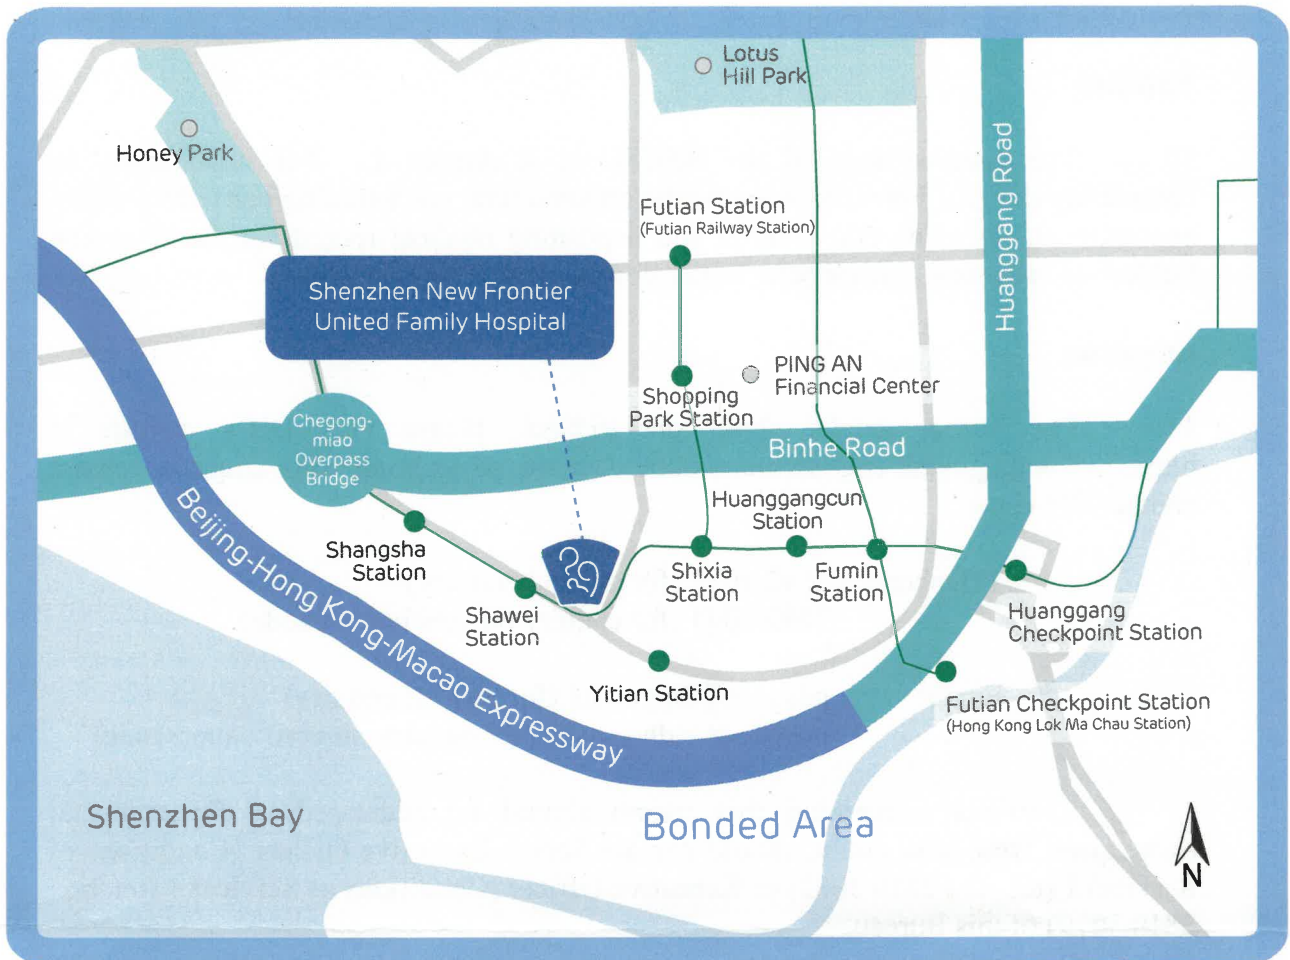 Lotus
Hill Park
Honey Park
Huanggang Road
Futian Station
(Futian Railway Station)
Shenzhen New Frontier
United Family Hospital
PING AN
Financial Center
Shopping
Park Station
Chegong-
miao
Overpass
Bridge
Binhe Road
Beijing-Hong Kong-Macao Expressway
Huanggangcun
Station
Shangsha
Station
Shixia
Station
Fumin
Station
Shawei
Station
Huanggang
Checkpoint Station
Yitian Station
Futian Checkpoint Station
(Hong Kong Lok Ma Chau Station)
Shenzhen Bay
Bonded Area
N